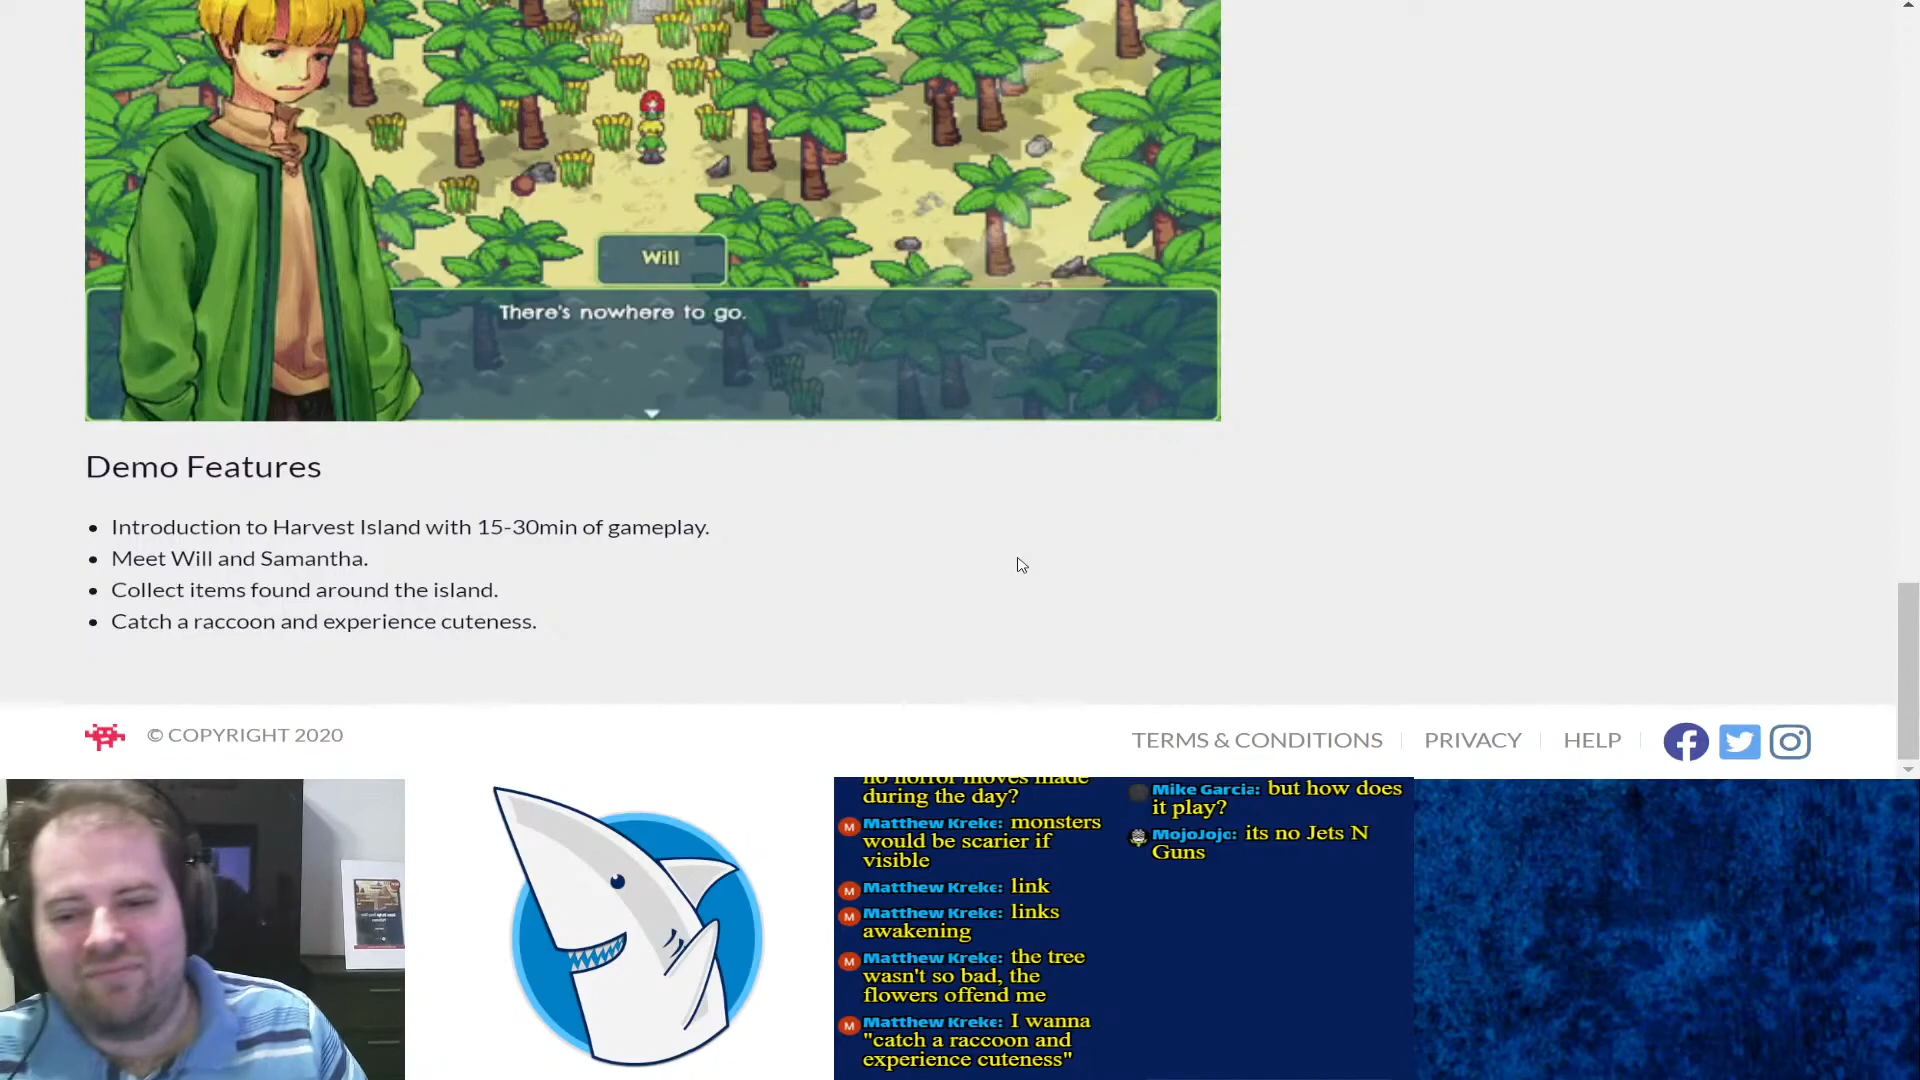 Will
There's nowhere to go.
Demo Features
• Introduction to Harvest Island with 15-30min of gameplay.
• Meet Will and Samantha.
• Collect items found around the island.
• Catch a raccoon and experience cuteness.
© COPYRIGHT 2020
TERMS & CONDITIONS
PRIVACY
HELP
no horror moves made
during the day?
M Matthew Kreke: monsters
would be scarier if
visible
M Matthew Kreke: link
M Matthew Kreke: links
awakening
M Matthew Kreke: the tree
wasn't so bad, the
flowers offend me
M Matthew Kreke: I wanna
"catch a raccoon and
experience cuteness"
Mike Garcia: but how does
it play?
MojoJojo: its no Jets N
Guns